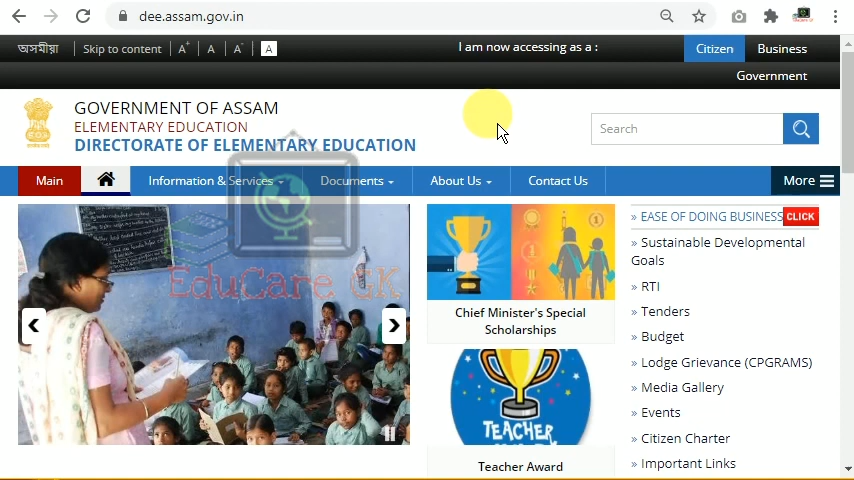 dee.assam.gov.in
অসমীয়া Skip to content A+ A A- A
I am now accessing as a : Citizen Business
Government
GOVERNMENT OF ASSAM
ELEMENTARY EDUCATION
DIRECTORATE OF ELEMENTARY EDUCATION
Search
Main Information & Services Documents About Us Contact Us More
EduCare GK
Chief Minister's Special
Scholarships
TEACHER
Teacher Award
» EASE OF DOING BUSINESS CLICK
» Sustainable Developmental
Goals
» RTI
» Tenders
» Budget
» Lodge Grievance (CPGRAMS)
» Media Gallery
» Events
» Citizen Charter
» Important Links